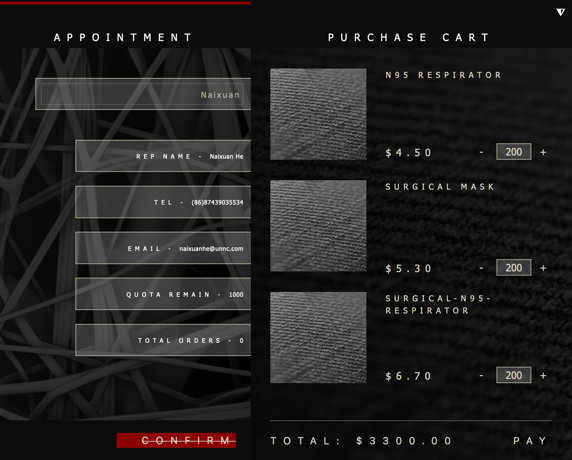 APPOINTMENT
Naixuan
REP NAME - Naixuan He
TEL - (86)87439035534
EMAIL - naixuanhe@unnc.com
QUOTA REMAIN - 1000
TOTAL ORDERS - 0
CONFIRM
PURCHASE CART
N95 RESPIRATOR
$4.50 - 200 +
SURGICAL MASK
$5.30 - 200 +
SURGICAL-N95-
RESPIRATOR
$6.70 - 200 +
TOTAL: $3300.00 PAY